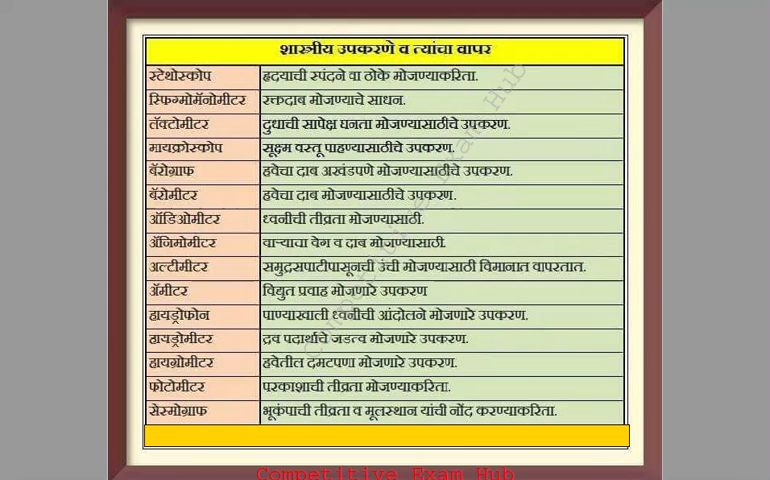 शास्त्रीय उपकरणे व त्यांचा वापर
स्टेथोस्कोप हृदयाची स्पंदने वा ठोके मोजण्याकरिता.
स्फिग्मोमॅनोमीटर रक्तदाब मोजण्याचे साधन.
लॅक्टोमीटर दुधाची सापेक्ष घनता मोजण्यासाठीचे उपकरण.
मायक्रोस्कोप सूक्ष्म वस्तू पाहण्यासाठीचे उपकरण.
बॅरोग्राफ हवेचा दाब अखंडपणे मोजण्यासाठीचे उपकरण.
बॅरोमीटर हवेचा दाब मोजण्यासाठीचे उपकरण.
ऑडिओमीटर ध्वनीची तीव्रता मोजण्यासाठी.
ॲनिमोमीटर वाऱ्याचा वेग व दाब मोजण्यासाठी.
अल्टीमीटर समुद्रसपाटीपासूनची उंची मोजण्यासाठी विमानात वापरतात.
ॲमीटर विद्युत प्रवाह मोजणारे उपकरण
हायड्रोफोन पाण्याखाली ध्वनीची आंदोलने मोजणारे उपकरण.
हायड्रोमीटर द्रव पदार्थाचे जडत्व मोजणारे उपकरण.
हायग्रोमीटर हवेतील दमटपणा मोजणारे उपकरण.
फोटोमीटर परकाशाची तीव्रता मोजण्याकरिता.
सेस्मोग्राफ भूकंपाची तीव्रता व मूलस्थान यांची नोंद करण्याकरिता.
Competitive Exam Hub
Competitive Exam Hub